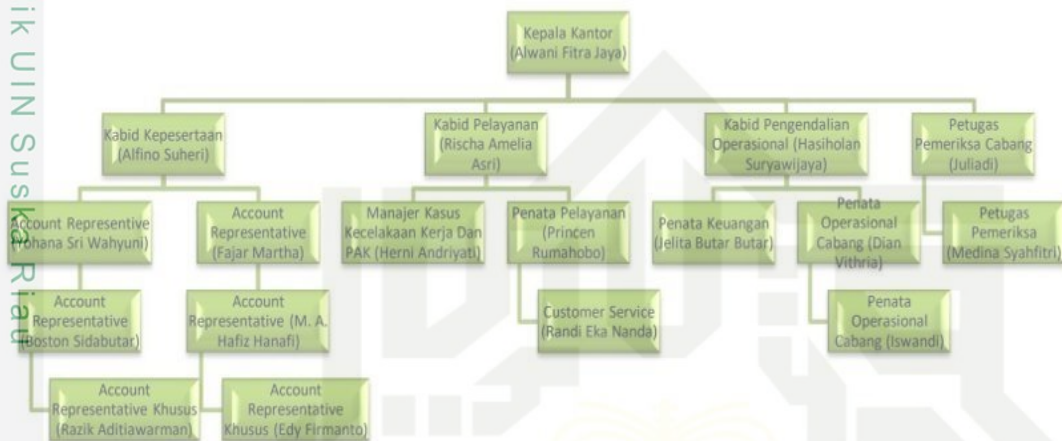 ik UIN Suska Riau
Kepala Kantor
(Alwani Fitra Jaya)
Kabid Kepesertaan
(Alfino Suheri)
Kabid Pelayanan
(Rischa Amelia
Asri)
Kabid Pengendalian
Operasional (Hasiholan
Suryawijaya)
Petugas
Pemeriksa Cabang
(Juliadi)
Account Representive
(Yohana Sri Wahyuni)
Account
Representative
(Fajar Martha)
Manajer Kasus
Kecelakaan Kerja Dan
PAK (Herni Andriyati)
Penata Pelayanan
(Princen
Rumahobo)
Penata Keuangan
(Jelita Butar Butar)
Penata
Operasional
Cabang (Dian
Vithria)
Petugas
Pemeriksa
(Medina Syahfitri)
Account
Representative
(Boston Sidabutar)
Account
Representative (M. A.
Hafiz Hanafi)
Customer Service
(Randi Eka Nanda)
Penata
Operasional
Cabang (Iswandi)
Account
Representative Khusus
(Razik Aditiawarman)
Account
Representative
Khusus (Edy Firmanto)